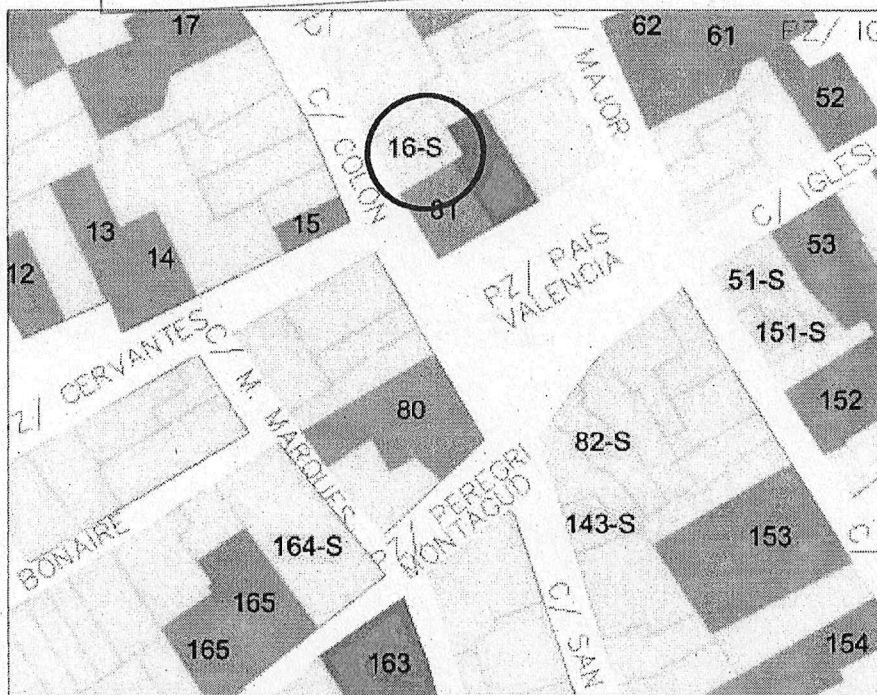 17
C/
C/ MAJOR
62
61
PZ/ IG
52
C/ COLON
16-S
81
C/ IGLESI
15
13
14
12
53
PZ/ PAIS
VALENCIA
51-S
151-S
Z/ CERVANTES
C/ M. MARQUES
80
152
82-S
PZ/ PEREGRI
MONTAGUD
143-S
153
C
BONAIRE
164-S
165
165
163
C/ SAN
154